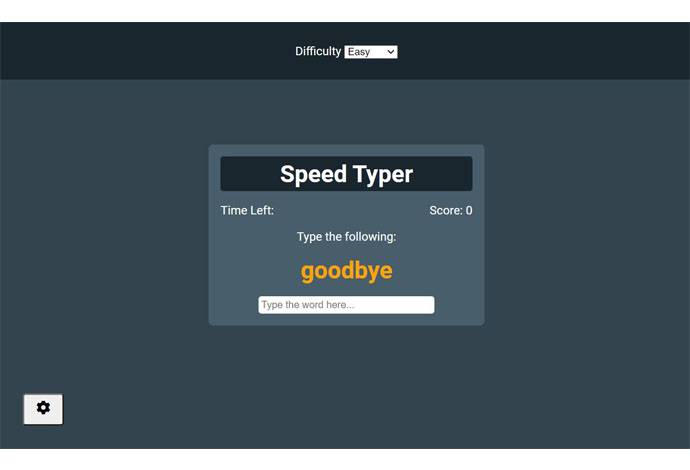 Difficulty Easy
Speed Typer
Time Left: Score: 0
Type the following:
goodbye
Type the word here...